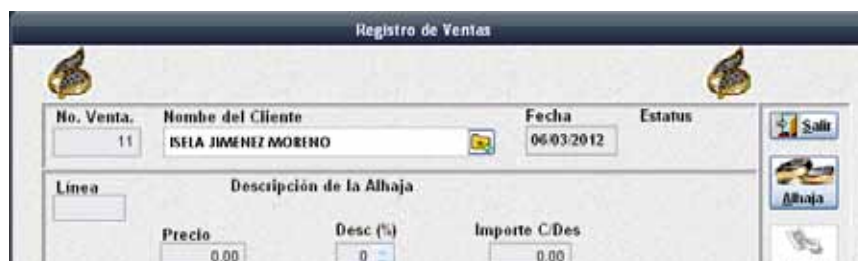 Registro de Ventas
No. Venta. Nombre del Cliente Fecha Estatus
11 ISELA JIMENEZ MORENO 06/03/2012
Salir
Línea Descripción de la Alhaja
Alhaja
Precio Desc (%) Importe C/Des
0.00 0 0.00